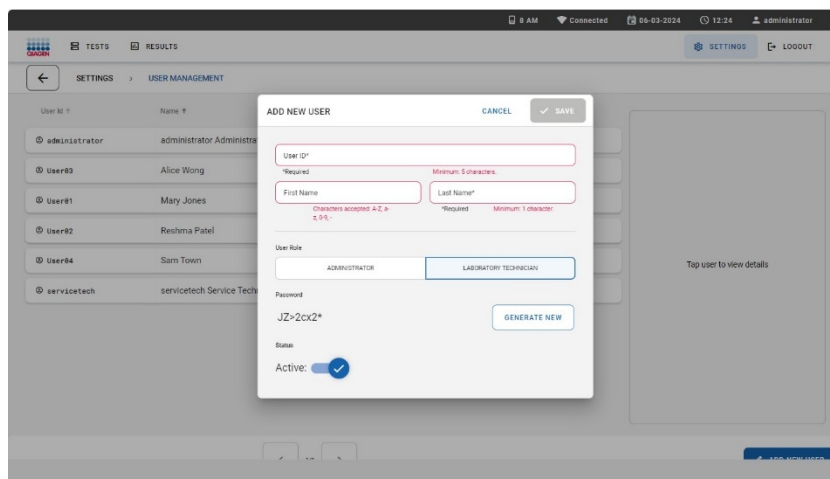 8 AM Connected 06-03-2024 12:24 administrator
QIAGEN TESTS RESULTS SETTINGS LOGOUT
SETTINGS > USER MANAGEMENT
User Id ↑ Name ↑
administrator administrator Administra
User03 Alice Wong
User01 Mary Jones
User02 Reshma Patel
User04 Sam Town
servicetech servicetech Service Tech
ADD NEW USER CANCEL SAVE
User ID*
*Required Minimum: 5 characters.
First Name Last Name*
Characters accepted: A-Z, a-
z, 0-9, -
*Required Minimum: 1 character.
User Role
ADMINISTRATOR LABORATORY TECHNICIAN
Password
JZ>2cx2* GENERATE NEW
Status
Active:
Tap user to view details
ADD NEW USER